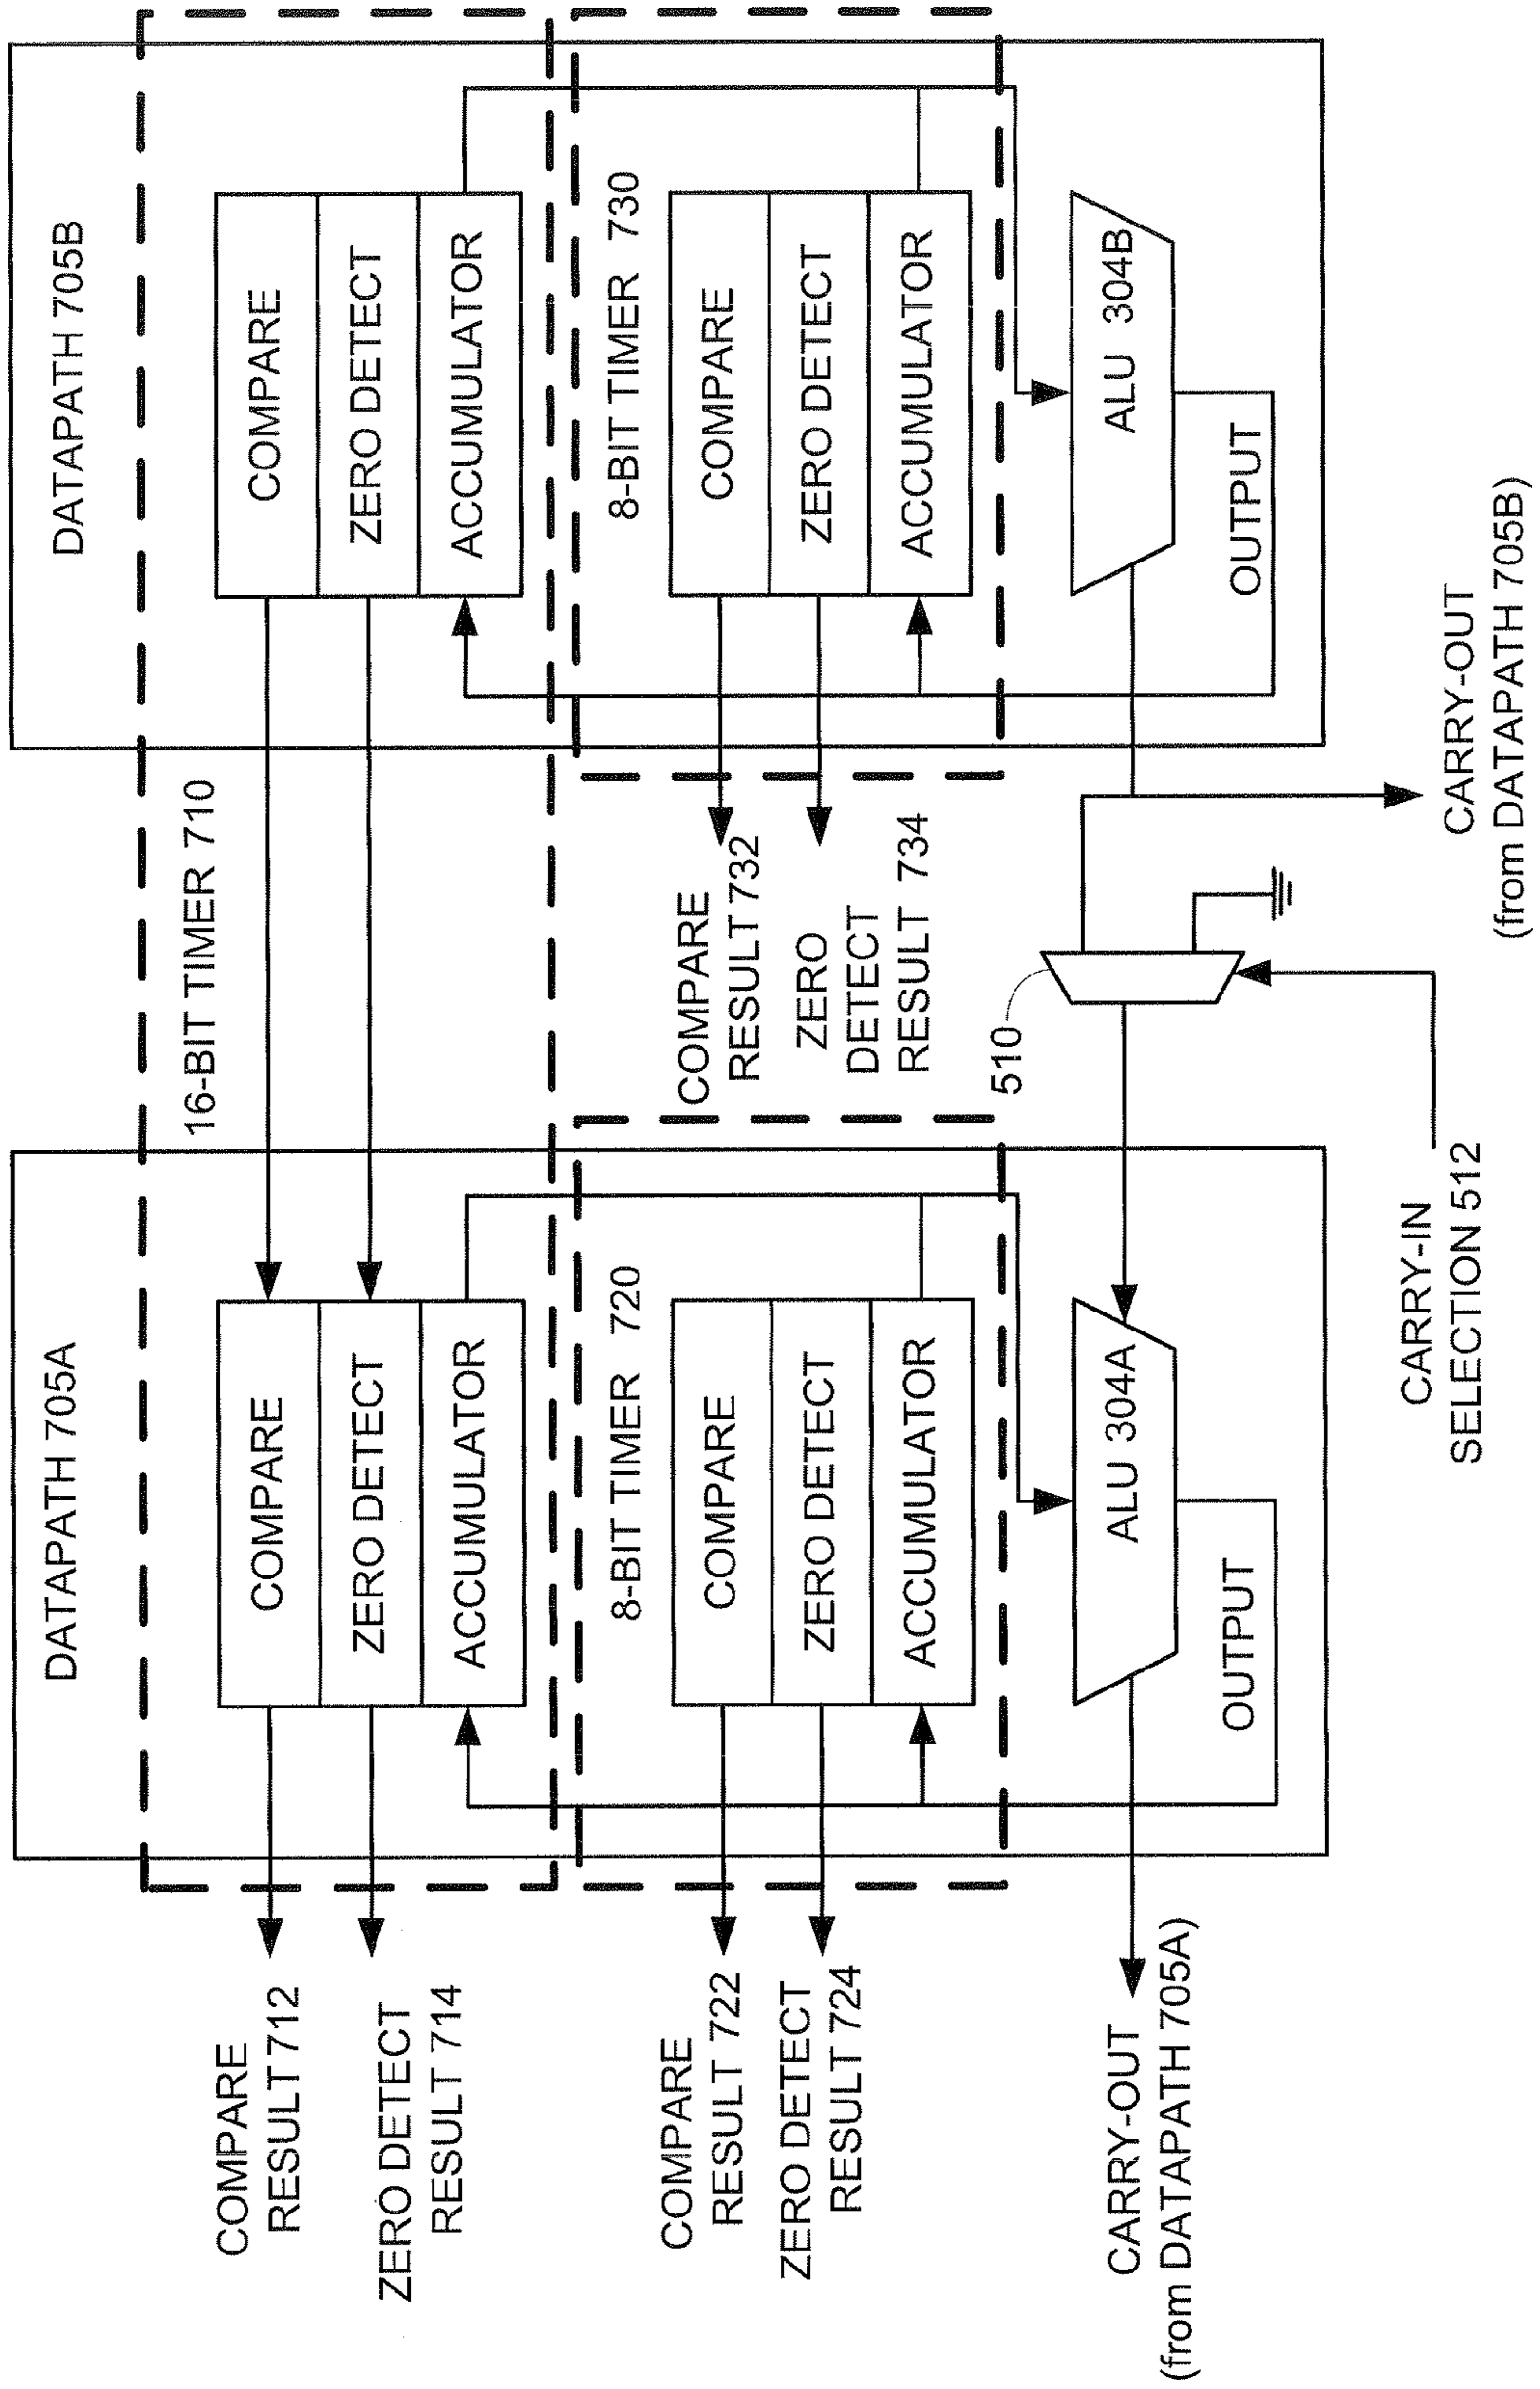 DATAPATH 705A
DATAPATH 705B
16-BIT TIMER 710
COMPARE
ZERO DETECT
ACCUMULATOR
COMPARE
ZERO DETECT
ACCUMULATOR
COMPARE
RESULT 712
ZERO DETECT
RESULT 714
8-BIT TIMER 720
COMPARE
ZERO DETECT
ACCUMULATOR
COMPARE
RESULT 722
ZERO DETECT
RESULT 724
8-BIT TIMER 730
COMPARE
ZERO DETECT
ACCUMULATOR
COMPARE
RESULT 732
ZERO
DETECT
RESULT 734
510
ALU 304A
ALU 304B
OUTPUT
OUTPUT
CARRY-OUT
(from DATAPATH 705A)
CARRY-IN
SELECTION 512
CARRY-OUT
(from DATAPATH 705B)